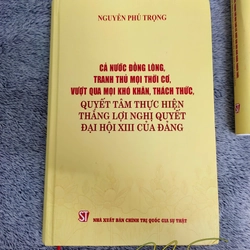 NGUYỄN PHÚ TRỌNG
CẢ NƯỚC ĐỒNG LÒNG,
TRANH THỦ MỌI THỜI CƠ,
VƯỢT QUA MỌI KHÓ KHĂN, THÁCH THỨC,
QUYẾT TÂM THỰC HIỆN
THẮNG LỢI NGHỊ QUYẾT
ĐẠI HỘI XIII CỦA ĐẢNG
ST
NHÀ XUẤT BẢN CHÍNH TRỊ QUỐC GIA SỰ THẬT